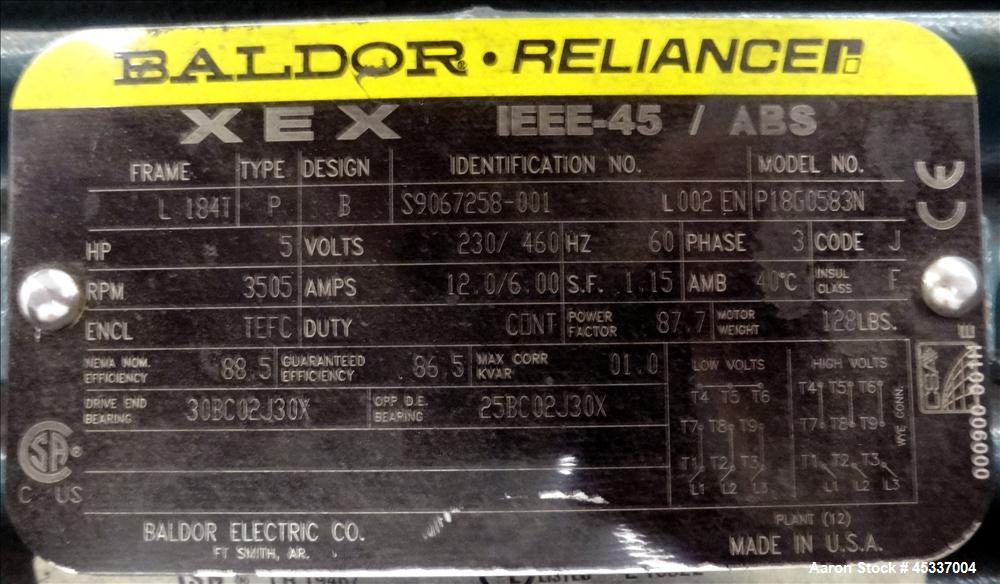 BALDOR® · RELIANCE
XEX IEEE-45 / ABS
FRAME TYPE DESIGN IDENTIFICATION NO. MODEL NO.
L 184T P B S9067258-001 L002 EN P18G0583N
HP 5 VOLTS 230/ 460 HZ 60 PHASE 3 CODE J
RPM 3505 AMPS 12.0/6.00 S.F. 1.15 AMB 40°C INSUL CLASS F
ENCL TEFC DUTY CONT POWER FACTOR 87.7 MOTOR WEIGHT 128LBS.
NEMA NOM. EFFICIENCY 88.5 GUARANTEED EFFICIENCY 86.5 MAX CORR KVAR 01.0
DRIVE END BEARING 30BC02J30X OPP D.E. BEARING 25BC02J30X
LOW VOLTS HIGH VOLTS
T4 T5 T6 T4 T5 T6
T7 T8 T9 T7 T8 T9
T1 T2 T3 T1 T2 T3
L1 L2 L3 L1 L2 L3
WYE CONN.
CE
000900-001N E
SA®
C US
BALDOR ELECTRIC CO.
FT SMITH, AR.
PLANT (12)
MADE IN U.S.A.
LISTED
Aaron Stock # 45337004